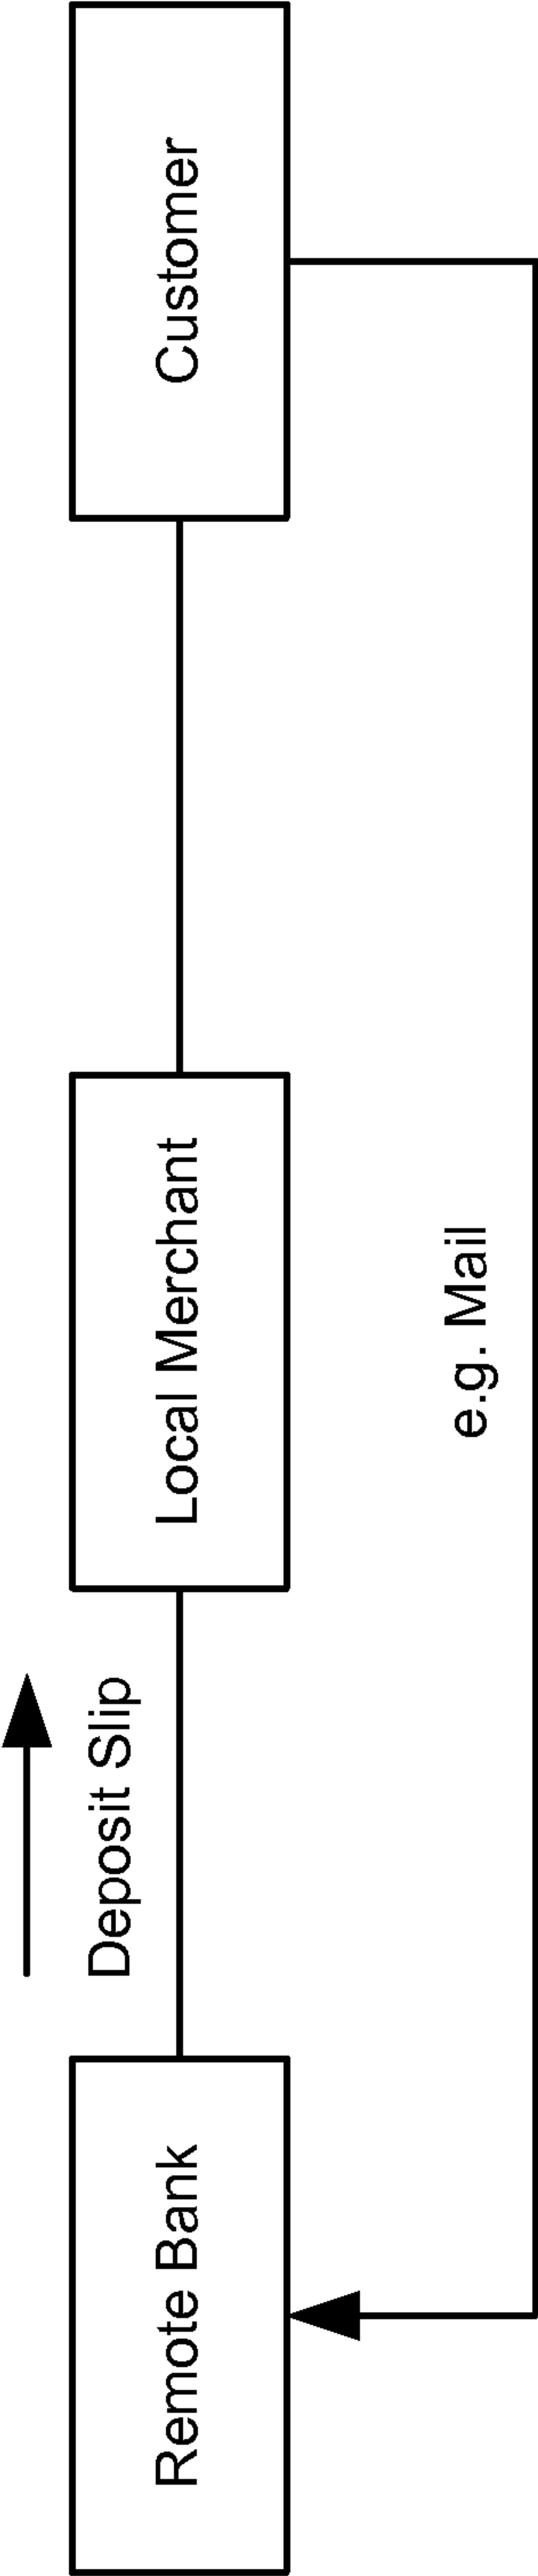 Deposit Slip
Remote Bank
Local Merchant
Customer
e.g. Mail